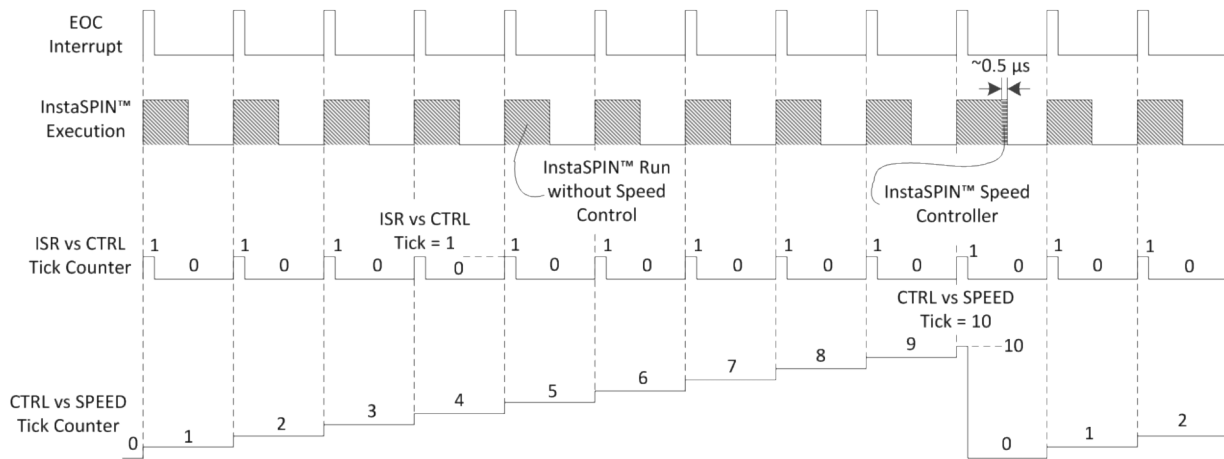 EOC
Interrupt
~0.5 µs
InstaSPIN™
Execution
InstaSPIN™ Run
without Speed
Control
InstaSPIN™ Speed
Controller
ISR vs CTRL
Tick = 1
ISR vs CTRL
Tick Counter
1 1 1 1 1 1 1 1 1 1 1
0 0 0 0 0 0 0 0 0 0 0 0
CTRL vs SPEED
Tick = 10
CTRL vs SPEED
Tick Counter
0 1 2 3 4 5 6 7 8 9 10 0 1 2